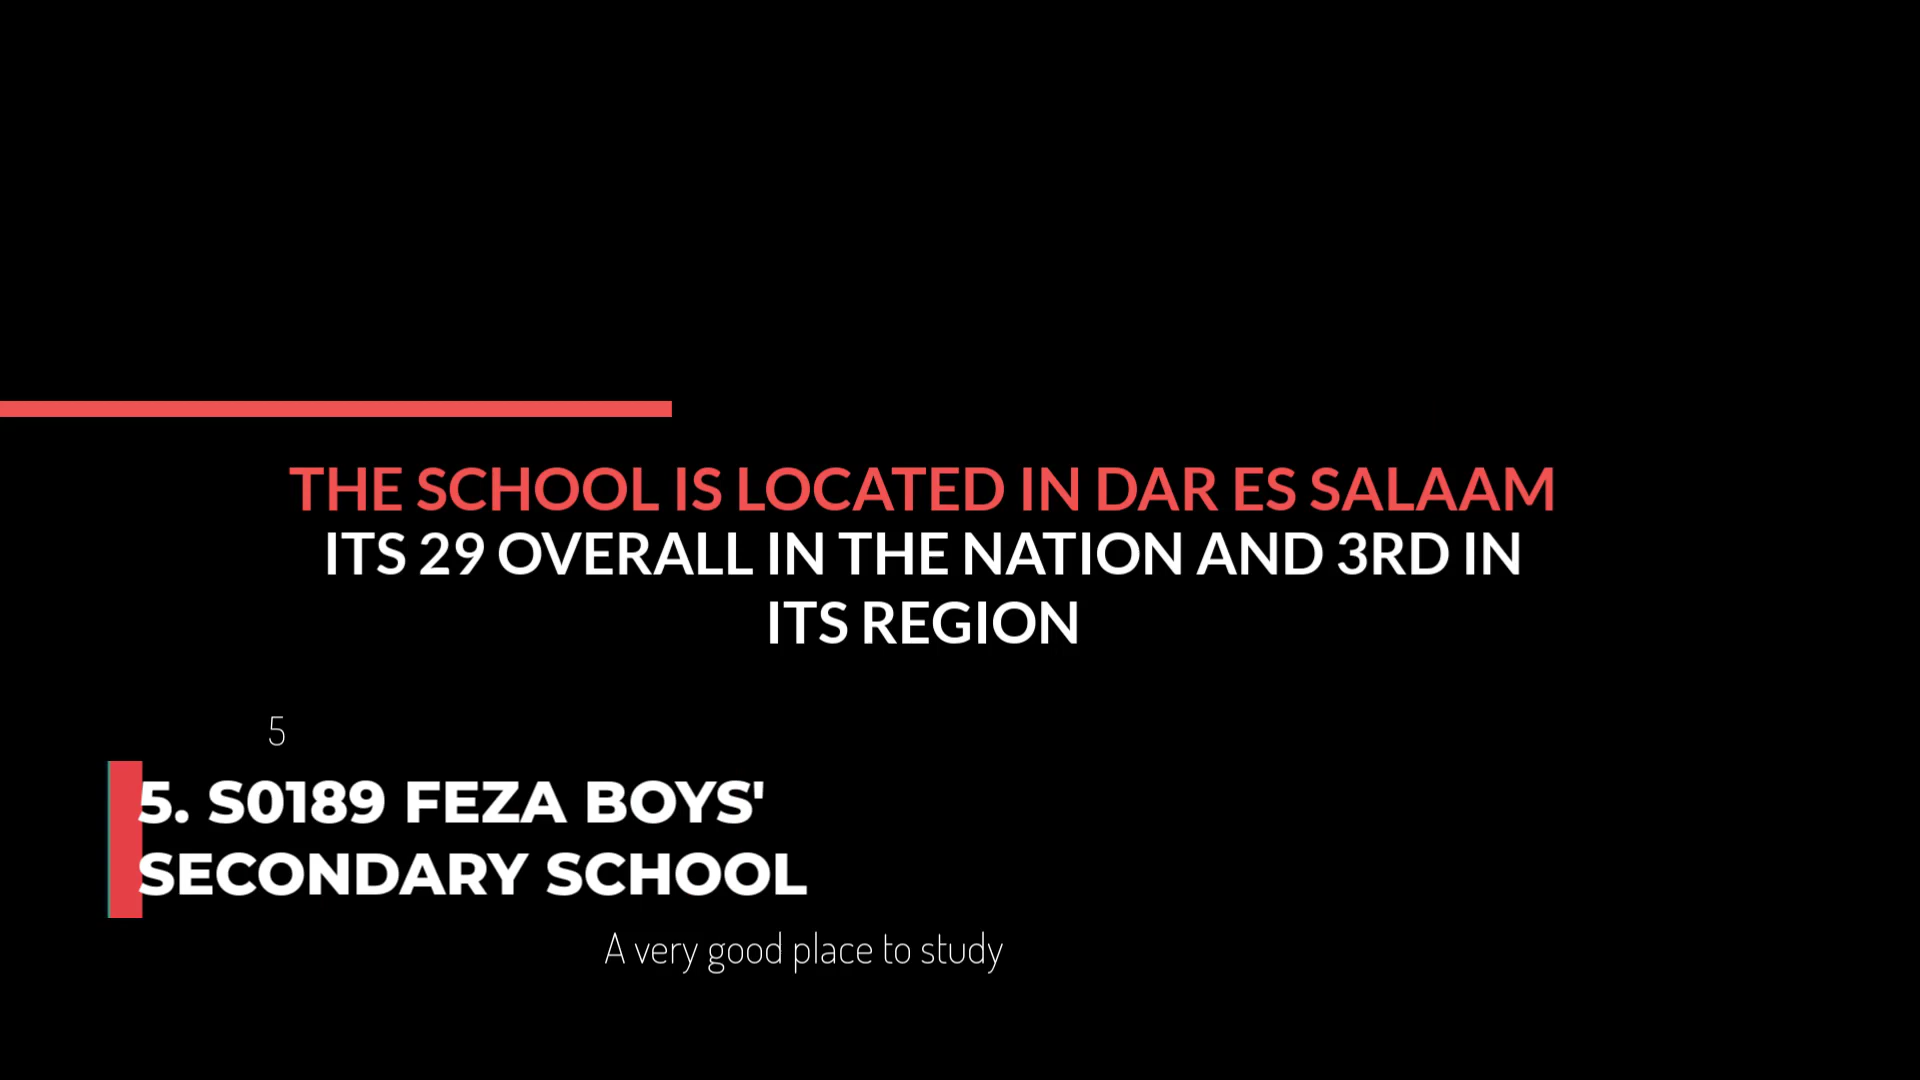 THE SCHOOL IS LOCATED IN DAR ES SALAAM
ITS 29 OVERALL IN THE NATION AND 3RD IN
ITS REGION
5
5. S0189 FEZA BOYS'
SECONDARY SCHOOL
A very good place to study